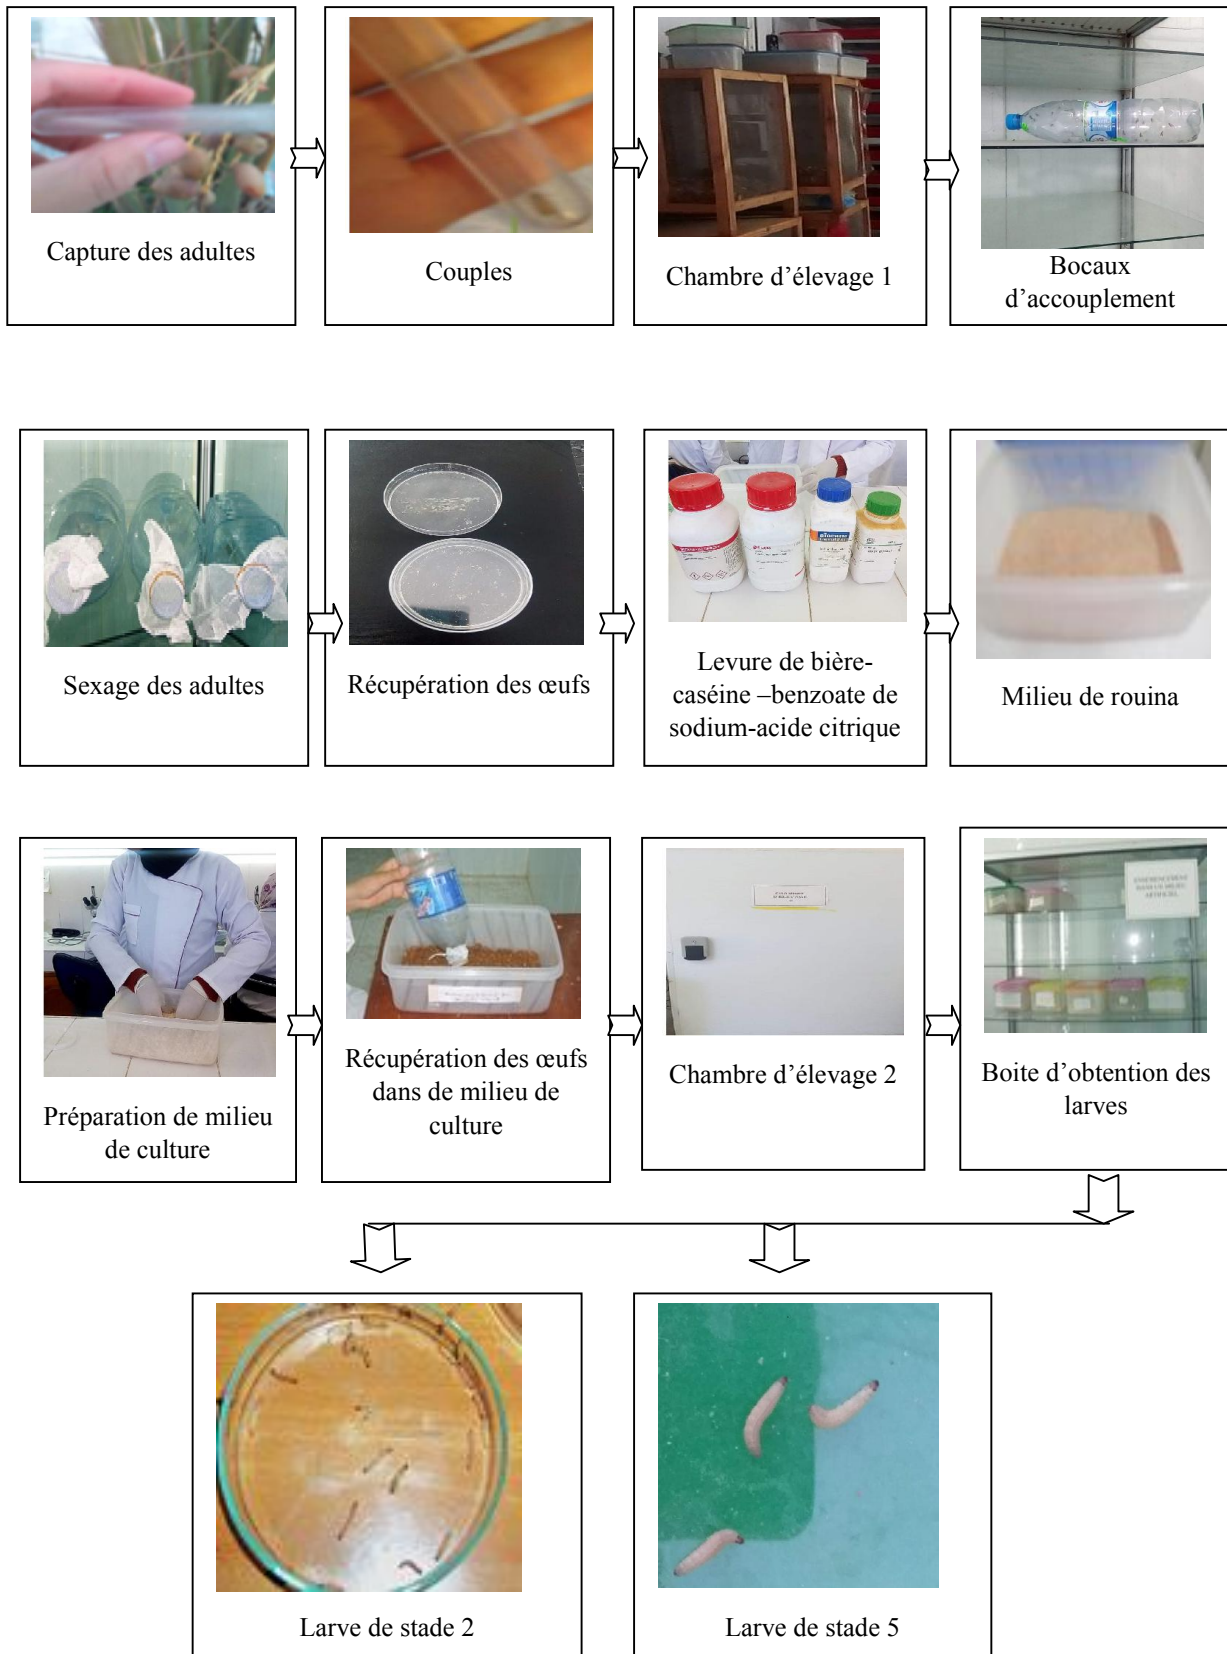 Capture des adultes
Couples
Chambre d'élevage 1
Bocaux
d'accouplement
Sexage des adultes
Récupération des œufs
Levure de bière-
caséine –benzoate de
sodium-acide citrique
Milieu de rouina
Préparation de milieu
de culture
Récupération des œufs
dans de milieu de
culture
Chambre d'élevage 2
Boite d'obtention des
larves
Larve de stade 2
Larve de stade 5